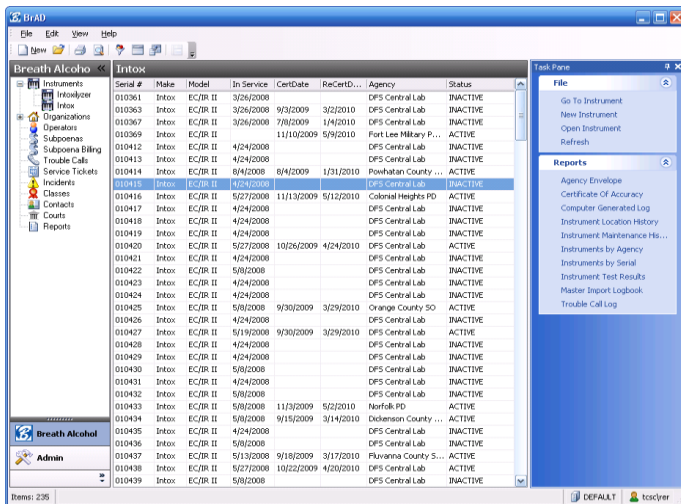 BrAD
File Edit View Help
New
Breath Alcoho «
Instruments
Intoxilyzer
Intox
Organizations
Operators
Subpoenas
Subpoena Billing
Trouble Calls
Service Tickets
Incidents
Classes
Contacts
Courts
Reports
Breath Alcohol
Admin
Intox
Serial # Make Model In Service CertDate ReCertD... Agency Status
010361 Intox EC/IR II 3/26/2008 DFS Central Lab INACTIVE
010363 Intox EC/IR II 3/26/2008 9/3/2009 3/2/2010 DFS Central Lab INACTIVE
010367 Intox EC/IR II 3/26/2008 7/8/2009 1/4/2010 DFS Central Lab INACTIVE
010369 Intox EC/IR II 11/10/2009 5/9/2010 Fort Lee Military P... ACTIVE
010412 Intox EC/IR II 4/24/2008 DFS Central Lab INACTIVE
010413 Intox EC/IR II 4/24/2008 DFS Central Lab INACTIVE
010414 Intox EC/IR II 8/4/2008 8/4/2009 1/31/2010 Powhatan County ... ACTIVE
010415 Intox EC/IR II 4/24/2008 DFS Central Lab INACTIVE
010416 Intox EC/IR II 5/27/2008 11/13/2009 5/12/2010 Colonial Heights PD ACTIVE
010417 Intox EC/IR II 4/24/2008 DFS Central Lab INACTIVE
010418 Intox EC/IR II 4/24/2008 DFS Central Lab INACTIVE
010419 Intox EC/IR II 4/24/2008 DFS Central Lab INACTIVE
010420 Intox EC/IR II 5/27/2008 10/26/2009 4/24/2010 DFS Central Lab ACTIVE
010421 Intox EC/IR II 4/24/2008 DFS Central Lab INACTIVE
010422 Intox EC/IR II 5/8/2008 DFS Central Lab INACTIVE
010423 Intox EC/IR II 4/24/2008 DFS Central Lab INACTIVE
010424 Intox EC/IR II 4/24/2008 DFS Central Lab INACTIVE
010425 Intox EC/IR II 5/8/2008 9/30/2009 3/29/2010 Orange County SO ACTIVE
010426 Intox EC/IR II 4/24/2008 DFS Central Lab INACTIVE
010427 Intox EC/IR II 5/19/2008 9/30/2009 3/29/2010 DFS Central Lab ACTIVE
010428 Intox EC/IR II 4/24/2008 DFS Central Lab INACTIVE
010429 Intox EC/IR II 4/24/2008 DFS Central Lab INACTIVE
010430 Intox EC/IR II 5/8/2008 DFS Central Lab INACTIVE
010431 Intox EC/IR II 4/24/2008 DFS Central Lab INACTIVE
010432 Intox EC/IR II 5/8/2008 DFS Central Lab INACTIVE
010433 Intox EC/IR II 5/8/2008 11/3/2009 5/2/2010 Norfolk PD ACTIVE
010434 Intox EC/IR II 5/8/2008 9/15/2009 3/14/2010 Dickenson County ... ACTIVE
010435 Intox EC/IR II 4/24/2008 DFS Central Lab INACTIVE
010436 Intox EC/IR II 5/8/2008 DFS Central Lab INACTIVE
010437 Intox EC/IR II 5/13/2008 9/18/2009 3/17/2010 Fluvanna County S... ACTIVE
010438 Intox EC/IR II 5/27/2008 10/22/2009 4/20/2010 DFS Central Lab ACTIVE
010439 Intox EC/IR II 5/8/2008 DFS Central Lab INACTIVE
Task Pane
File
Go To Instrument
New Instrument
Open Instrument
Refresh
Reports
Agency Envelope
Certificate Of Accuracy
Computer Generated Log
Instrument Location History
Instrument Maintenance His...
Instruments by Agency
Instruments by Serial
Instrument Test Results
Master Import Logbook
Trouble Call Log
Items: 235 DEFAULT tcsc\rer